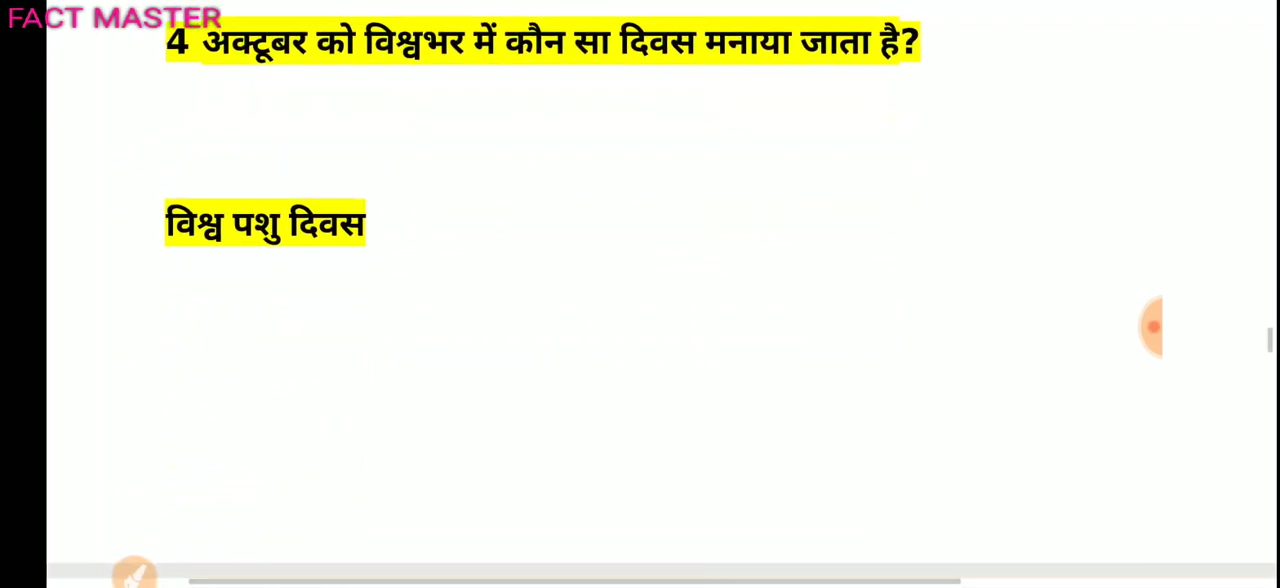 FACT MASTER
4 अक्टूबर को विश्वभर में कौन सा दिवस मनाया जाता है?
विश्व पशु दिवस